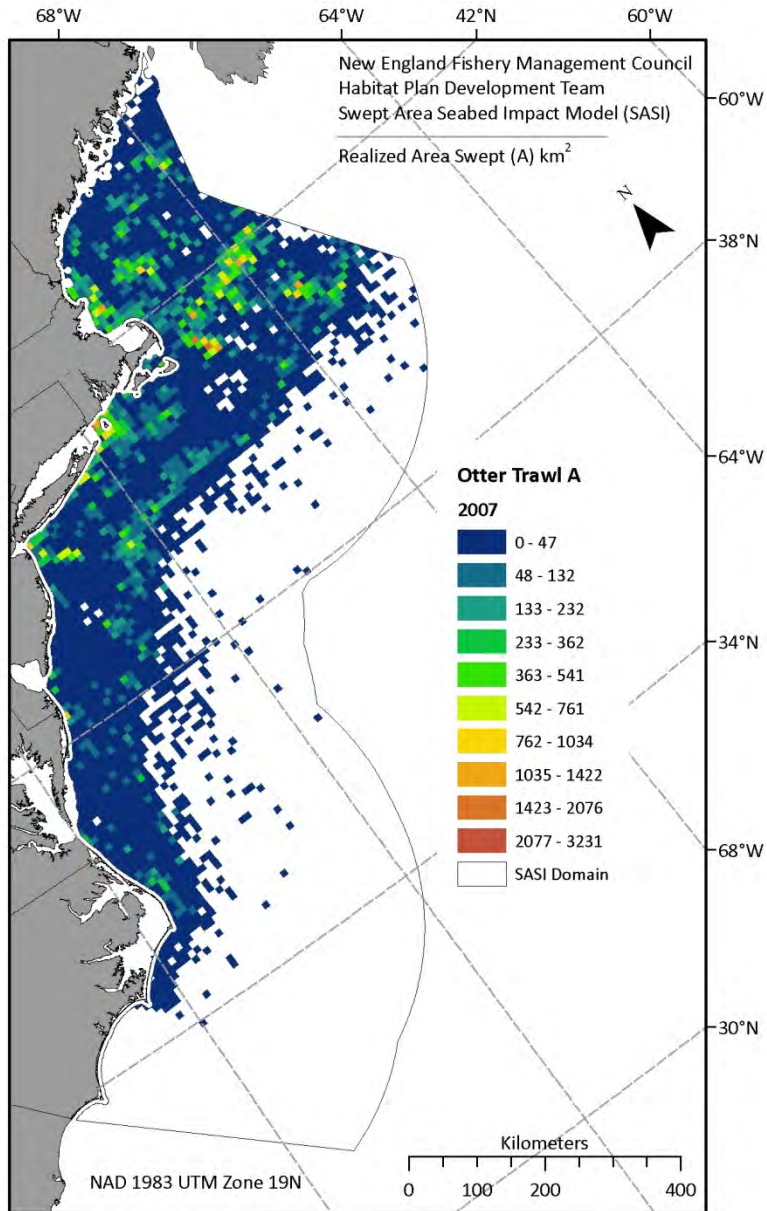 68°W
64°W
42°N
60°W
New England Fishery Management Council
Habitat Plan Development Team
Swept Area Seabed Impact Model (SASI)
Realized Area Swept (A) km²
60°W
N
38°N
64°W
Otter Trawl A
2007
0 - 47
48 - 132
133 - 232
233 - 362
363 - 541
542 - 761
762 - 1034
1035 - 1422
1423 - 2076
2077 - 3231
SASI Domain
34°N
68°W
30°N
Kilometers
0 100 200 400
NAD 1983 UTM Zone 19N